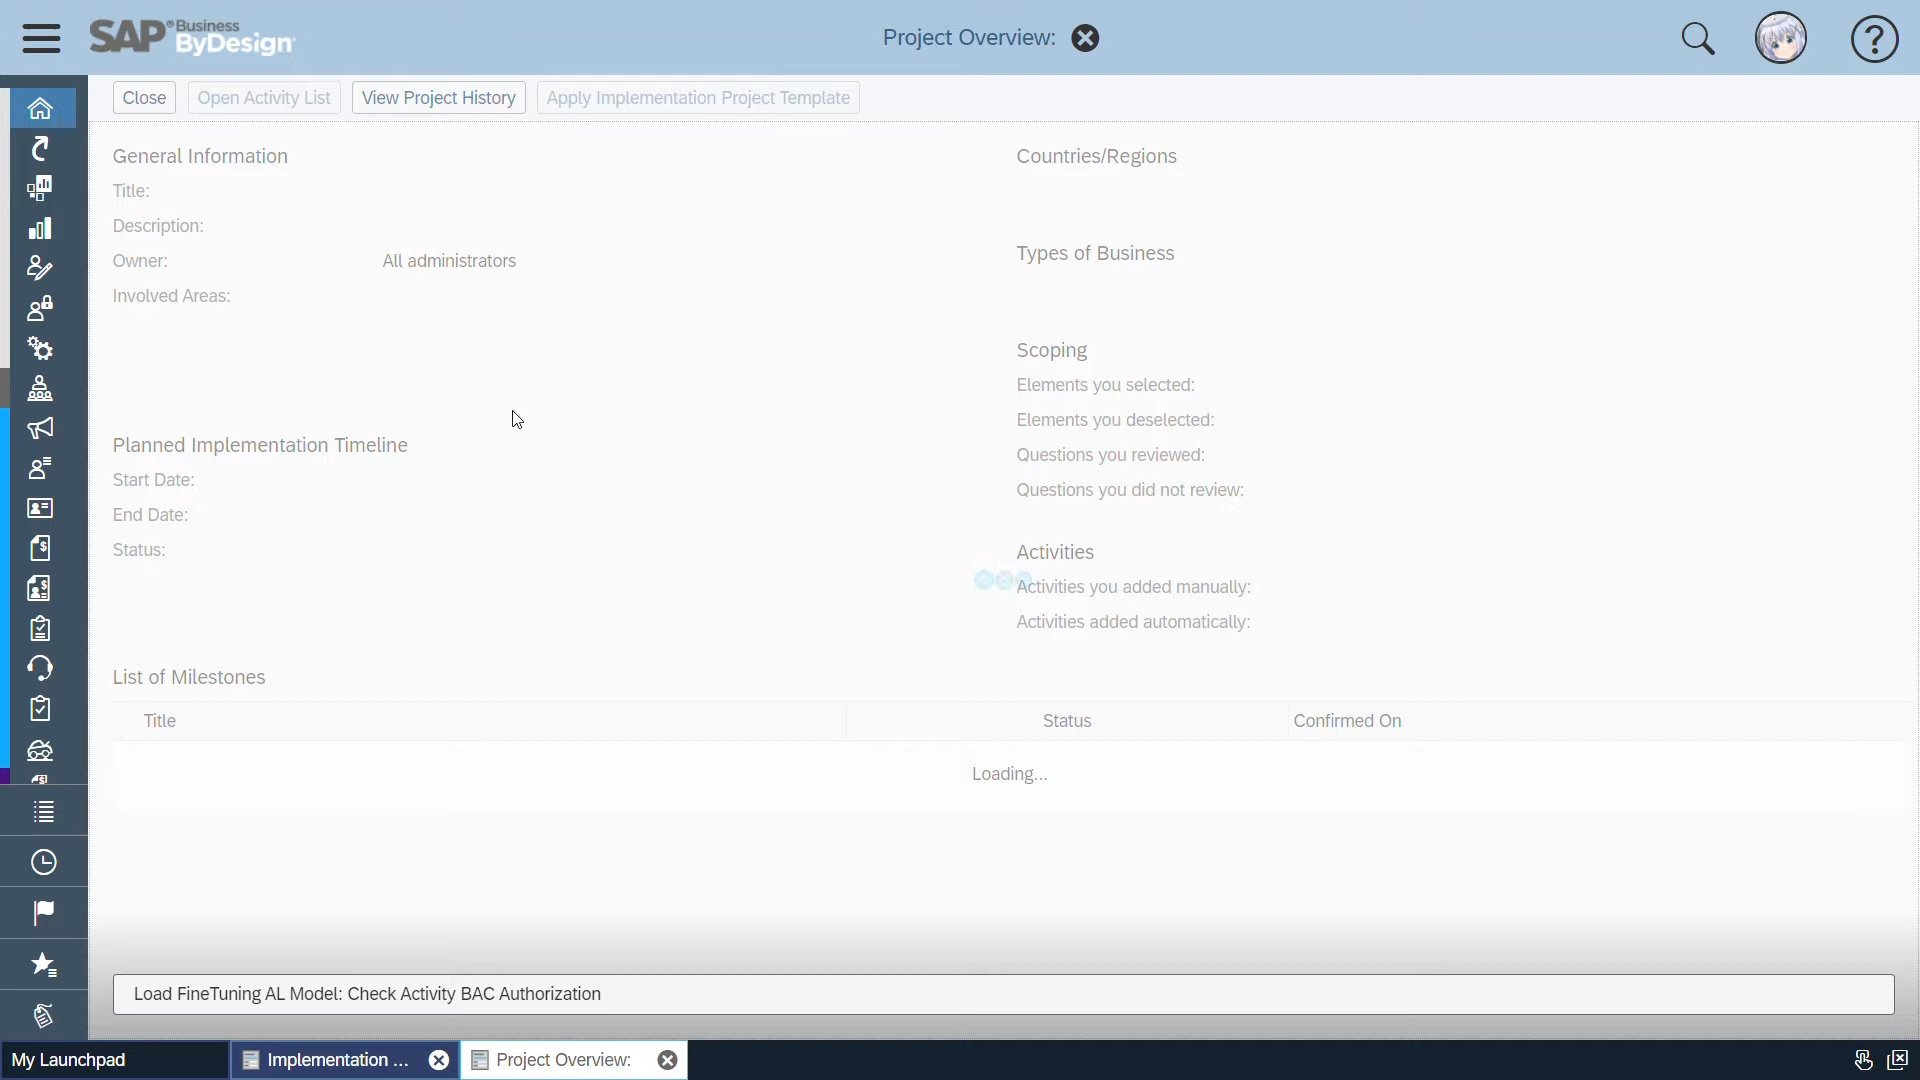 SAP® Business ByDesign
Project Overview:
Close
Open Activity List
View Project History
Apply Implementation Project Template
General Information
Title:
Description:
Owner: All administrators
Involved Areas:
Planned Implementation Timeline
Start Date:
End Date:
Status:
Countries/Regions
Types of Business
Scoping
Elements you selected:
Elements you deselected:
Questions you reviewed:
Questions you did not review:
Activities
Activities you added manually:
Activities added automatically:
List of Milestones
Title Status Confirmed On
Loading...
Load FineTuning AL Model: Check Activity BAC Authorization
My Launchpad
Implementation ...
Project Overview: